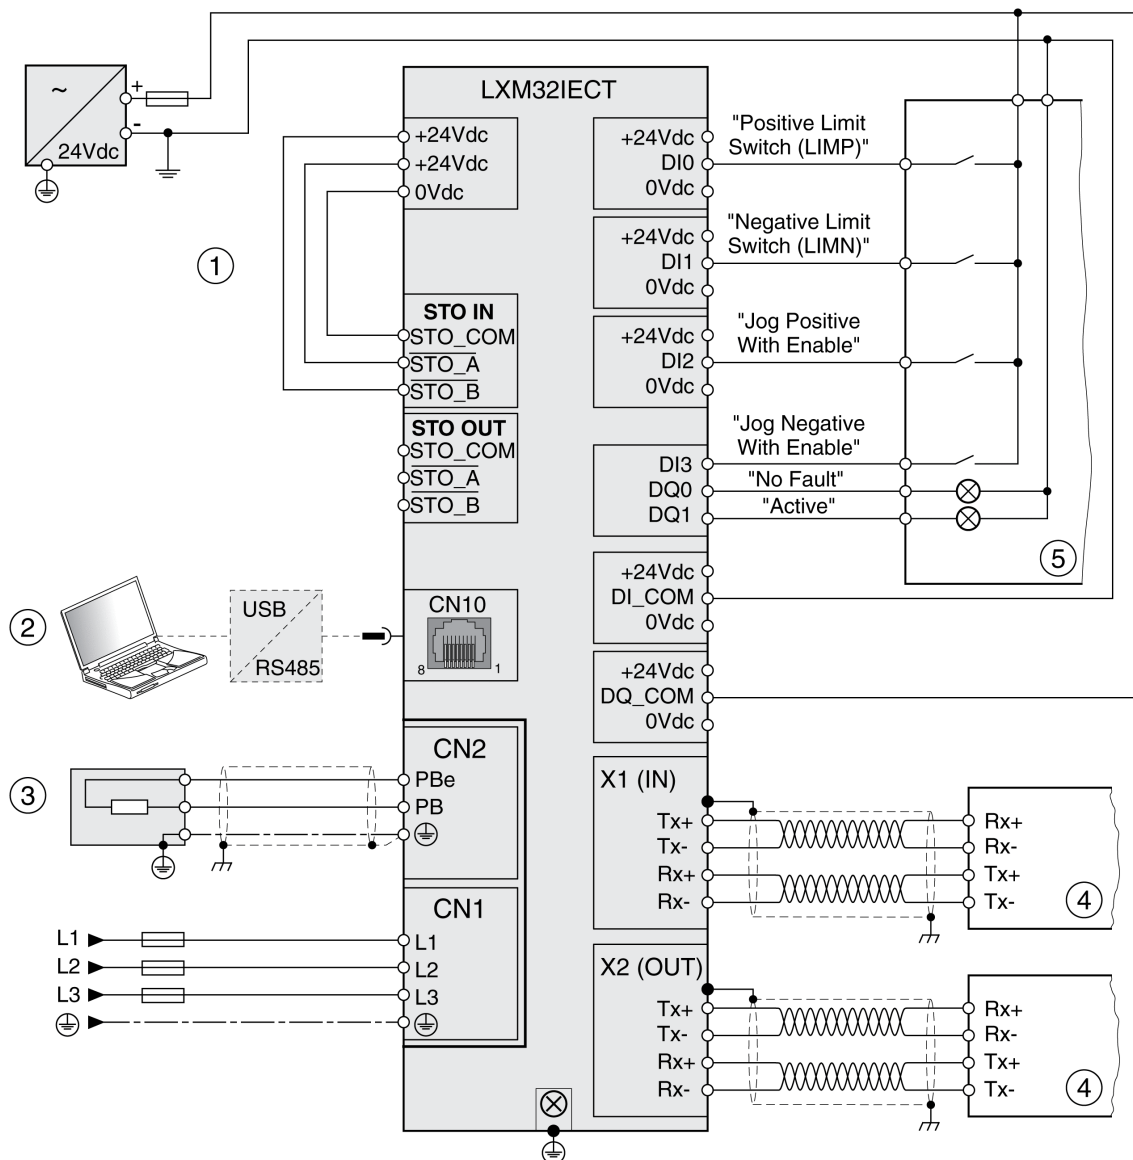 +
~
-
24Vdc
LXM32IECT
+24Vdc
+24Vdc
0Vdc
1
STO IN
STO_COM
STO_A
STO_B
STO OUT
STO_COM
STO_A
STO_B
+24Vdc
DI0
0Vdc
"Positive Limit
Switch (LIMP)"
+24Vdc
DI1
0Vdc
"Negative Limit
Switch (LIMN)"
+24Vdc
DI2
0Vdc
"Jog Positive
With Enable"
DI3
DQ0
DQ1
"Jog Negative
With Enable"
"No Fault"
"Active"
5
+24Vdc
DI_COM
0Vdc
+24Vdc
DQ_COM
0Vdc
2
USB
RS485
CN10
8
1
3
CN2
PBe
PB
CN1
L1
L2
L3
L1
L2
L3
X1 (IN)
Tx+
Tx-
Rx+
Rx-
Rx+
Rx-
Tx+
Tx-
4
X2 (OUT)
Tx+
Tx-
Rx+
Rx-
Rx+
Rx-
Tx+
Tx-
4